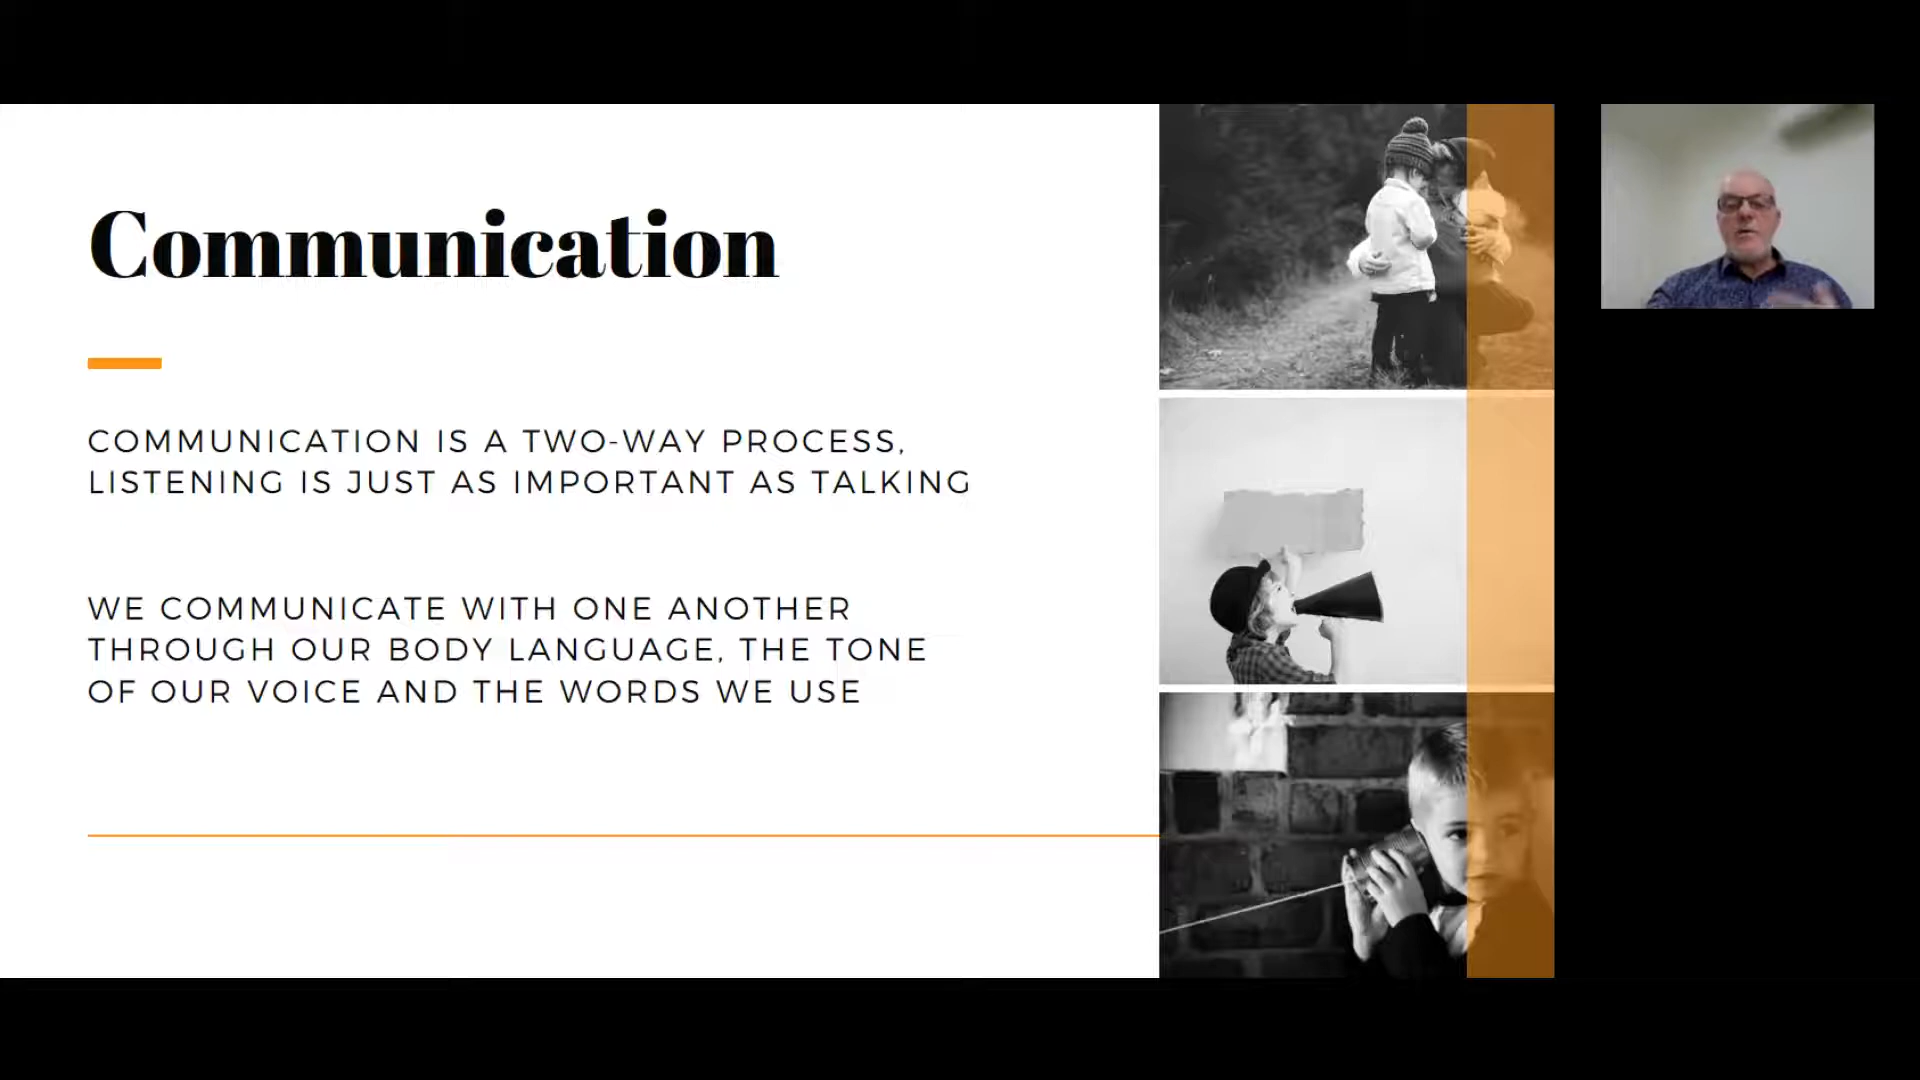 Communication
COMMUNICATION IS A TWO-WAY PROCESS,
LISTENING IS JUST AS IMPORTANT AS TALKING
WE COMMUNICATE WITH ONE ANOTHER
THROUGH OUR BODY LANGUAGE, THE TONE
OF OUR VOICE AND THE WORDS WE USE